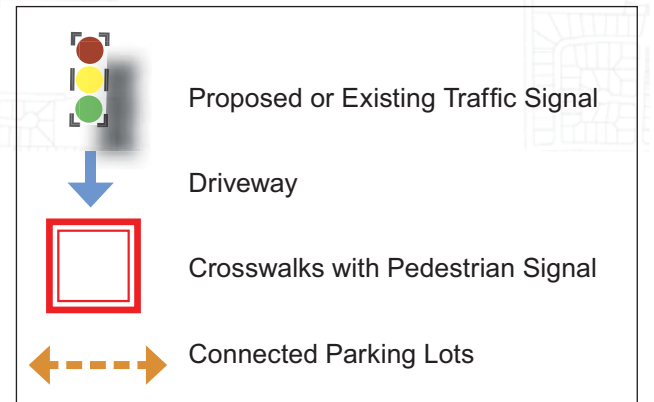 Proposed or Existing Traffic Signal
Driveway
Crosswalks with Pedestrian Signal
Connected Parking Lots